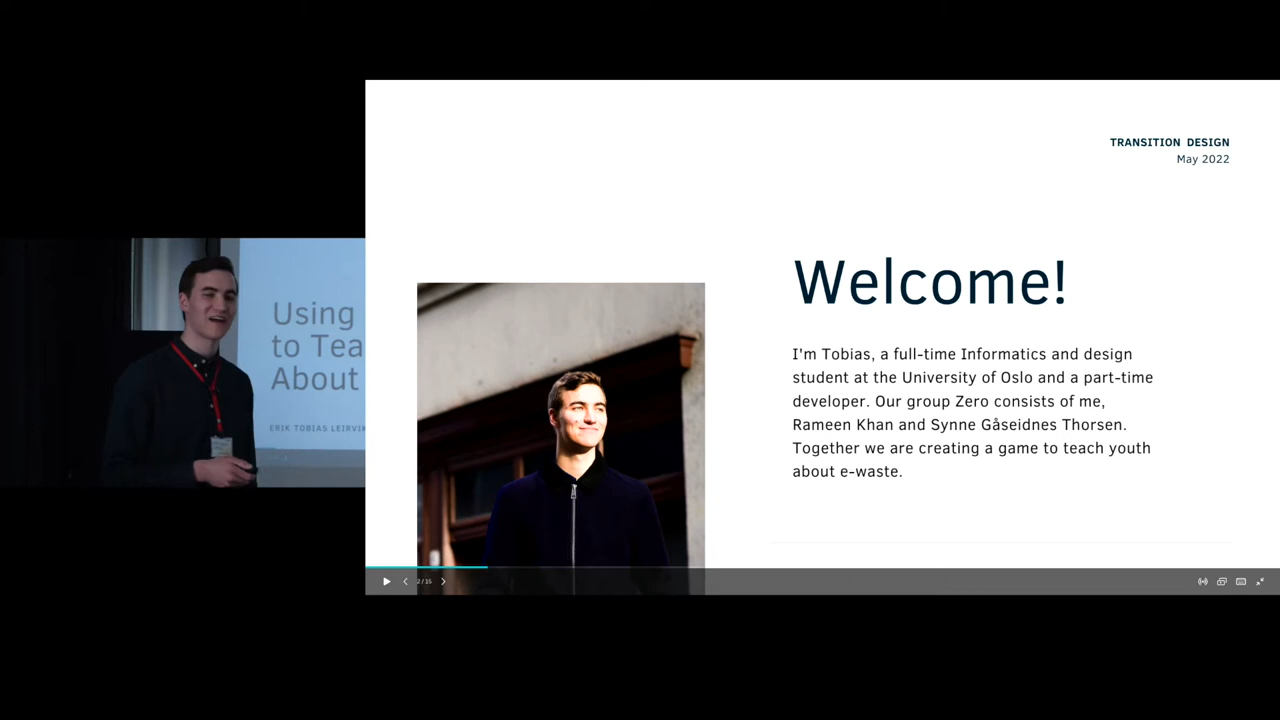 Using
to Tea
About
ERIK TOBIAS LEIRVIK
TRANSITION DESIGN
May 2022
Welcome!
I'm Tobias, a full-time Informatics and design
student at the University of Oslo and a part-time
developer. Our group Zero consists of me,
Rameen Khan and Synne Gåseidnes Thorsen.
Together we are creating a game to teach youth
about e-waste.
2 / 15